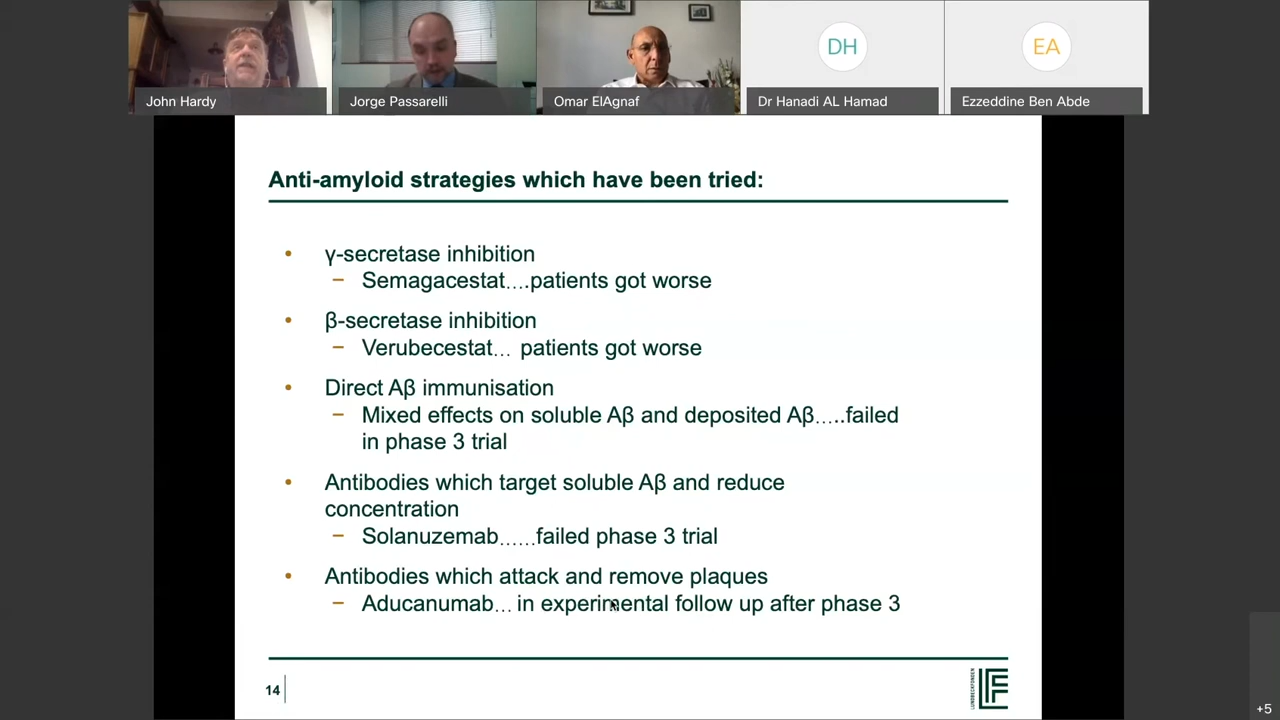 John Hardy
Jorge Passarelli
Omar ElAgnaf
DH
Dr Hanadi AL Hamad
EA
Ezzeddine Ben Abde
Anti-amyloid strategies which have been tried:
• γ-secretase inhibition
– Semagacestat….patients got worse
• β-secretase inhibition
– Verubecestat… patients got worse
• Direct Aβ immunisation
– Mixed effects on soluble Aβ and deposited Aβ…..failed
in phase 3 trial
• Antibodies which target soluble Aβ and reduce
concentration
– Solanuzemab……failed phase 3 trial
• Antibodies which attack and remove plaques
– Aducanumab… in experimental follow up after phase 3
14
LUNDBECKFONDEN
+5